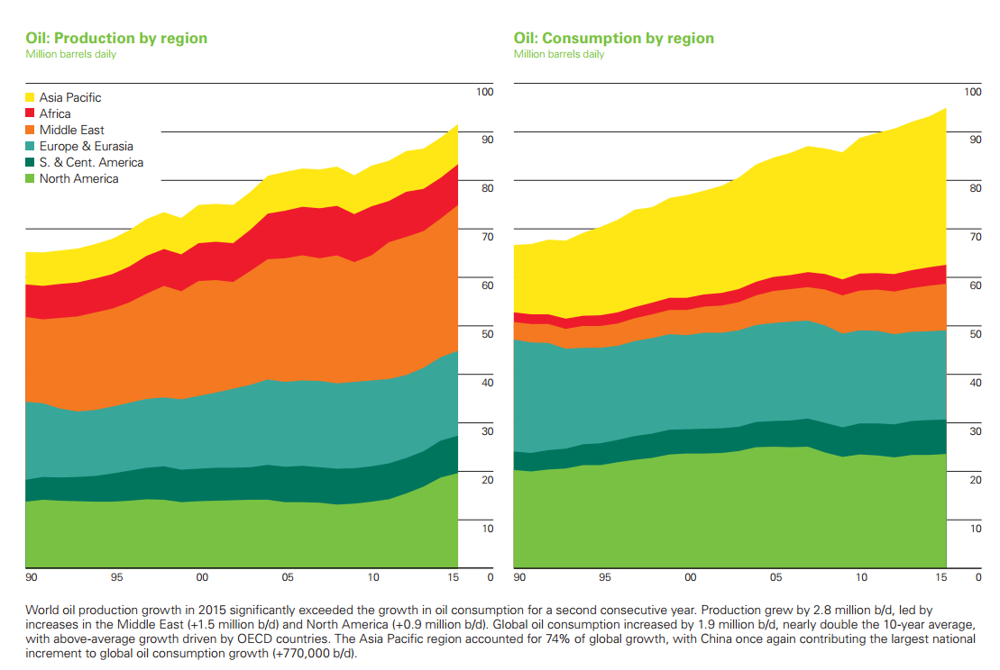 Oil: Production by region
Million barrels daily
100
90
80
70
60
50
40
30
20
10
0
Asia Pacific
Africa
Middle East
Europe & Eurasia
S. & Cent. America
North America
90
95
00
05
10
15
Oil: Consumption by region
Million barrels daily
100
90
80
70
60
50
40
30
20
10
0
90
95
00
05
10
15
World oil production growth in 2015 significantly exceeded the growth in oil consumption for a second consecutive year. Production grew by 2.8 million b/d, led by
increases in the Middle East (+1.5 million b/d) and North America (+0.9 million b/d). Global oil consumption increased by 1.9 million b/d, nearly double the 10-year average,
with above-average growth driven by OECD countries. The Asia Pacific region accounted for 74% of global growth, with China once again contributing the largest national
increment to global oil consumption growth (+770,000 b/d).